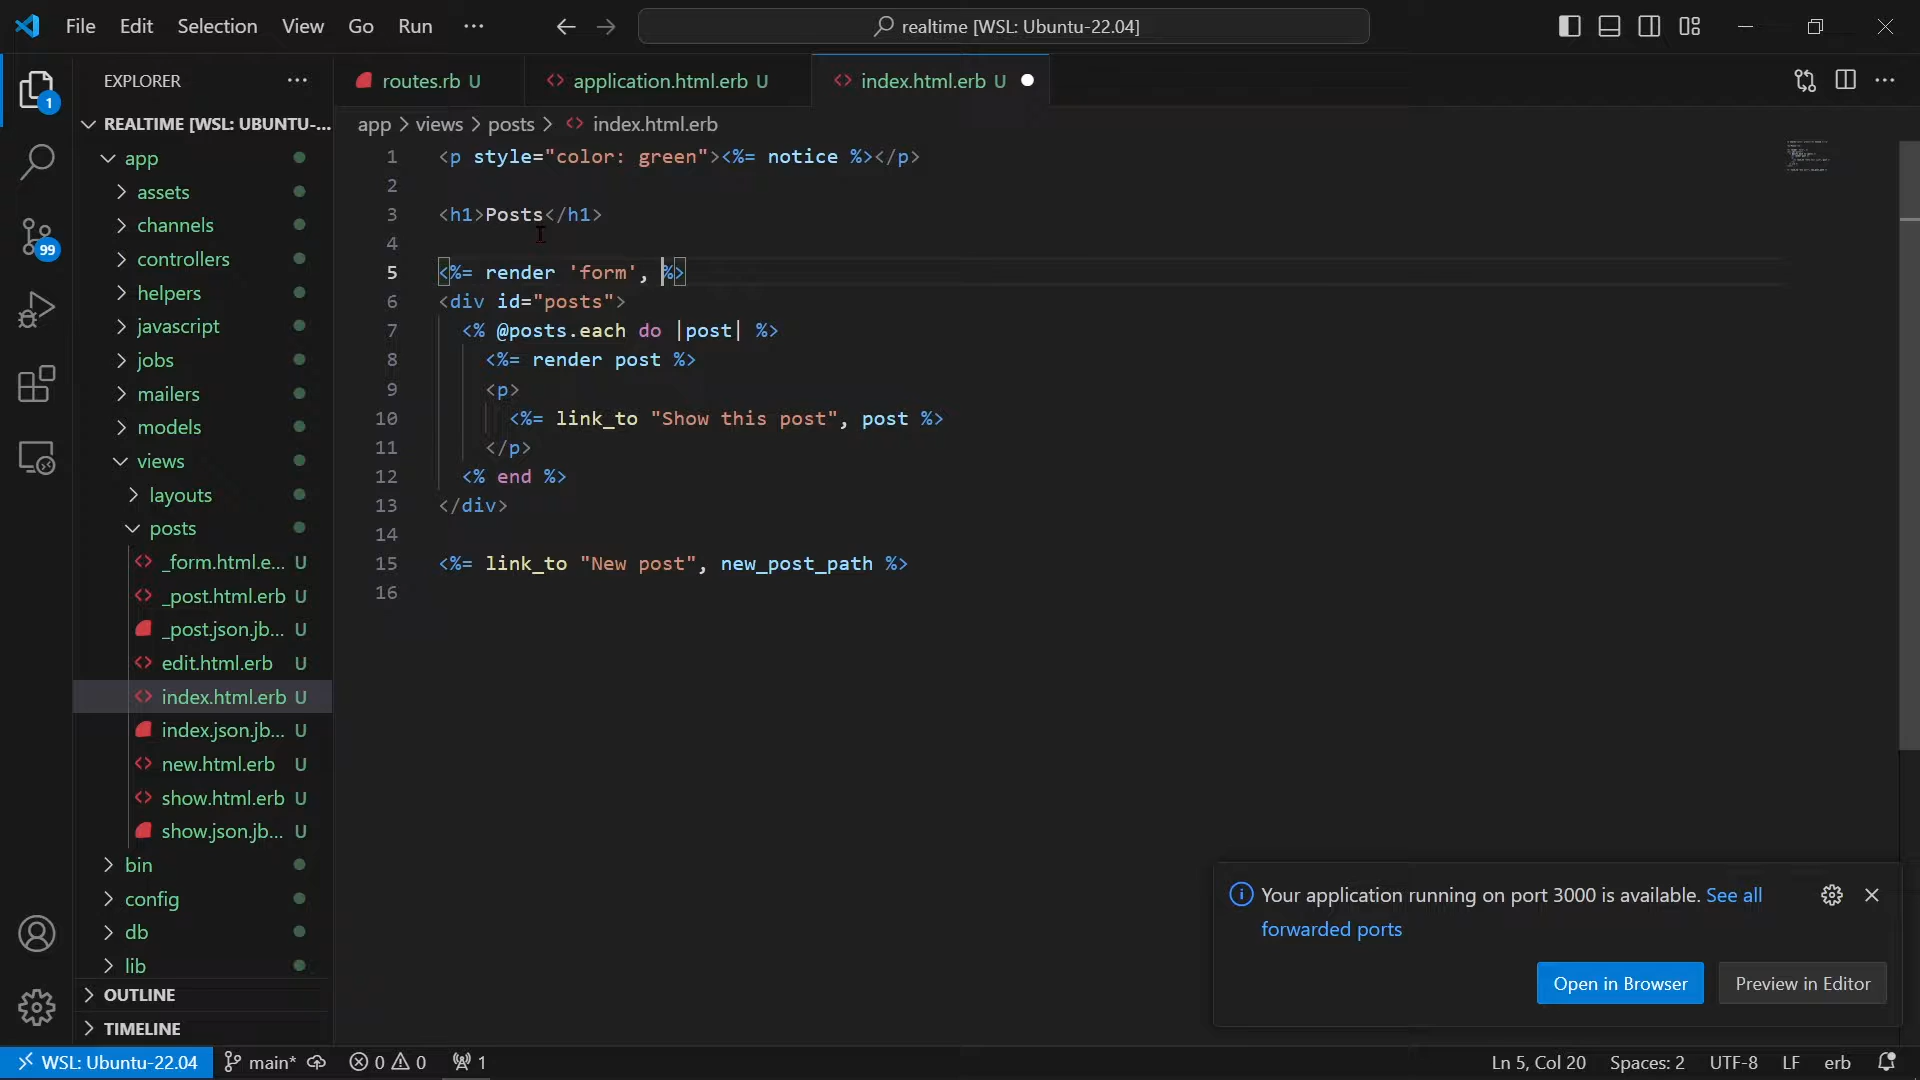 File Edit Selection View Go Run ···
realtime [WSL: Ubuntu-22.04]
EXPLORER
routes.rb U
application.html.erb U
index.html.erb U
REALTIME [WSL: UBUNTU-...
app > views > posts > index.html.erb
app
assets
channels
controllers
helpers
javascript
jobs
mailers
models
views
layouts
posts
_form.html.e... U
_post.html.erb U
_post.json.jb... U
edit.html.erb U
index.html.erb U
index.json.jb... U
new.html.erb U
show.html.erb U
show.json.jb... U
bin
config
db
lib
OUTLINE
TIMELINE
1
99
1 <p style="color: green"><%= notice %></p>
2
3 <h1>Posts</h1>
4
5 <%= render 'form', %>
6 <div id="posts">
7 <% @posts.each do |post| %>
8 <%= render post %>
9 <p>
10 <%= link_to "Show this post", post %>
11 </p>
12 <% end %>
13 </div>
14
15 <%= link_to "New post", new_post_path %>
16
Your application running on port 3000 is available. See all
forwarded ports
Open in Browser
Preview in Editor
WSL: Ubuntu-22.04 main* 0 0 1 Ln 5, Col 20 Spaces: 2 UTF-8 LF erb